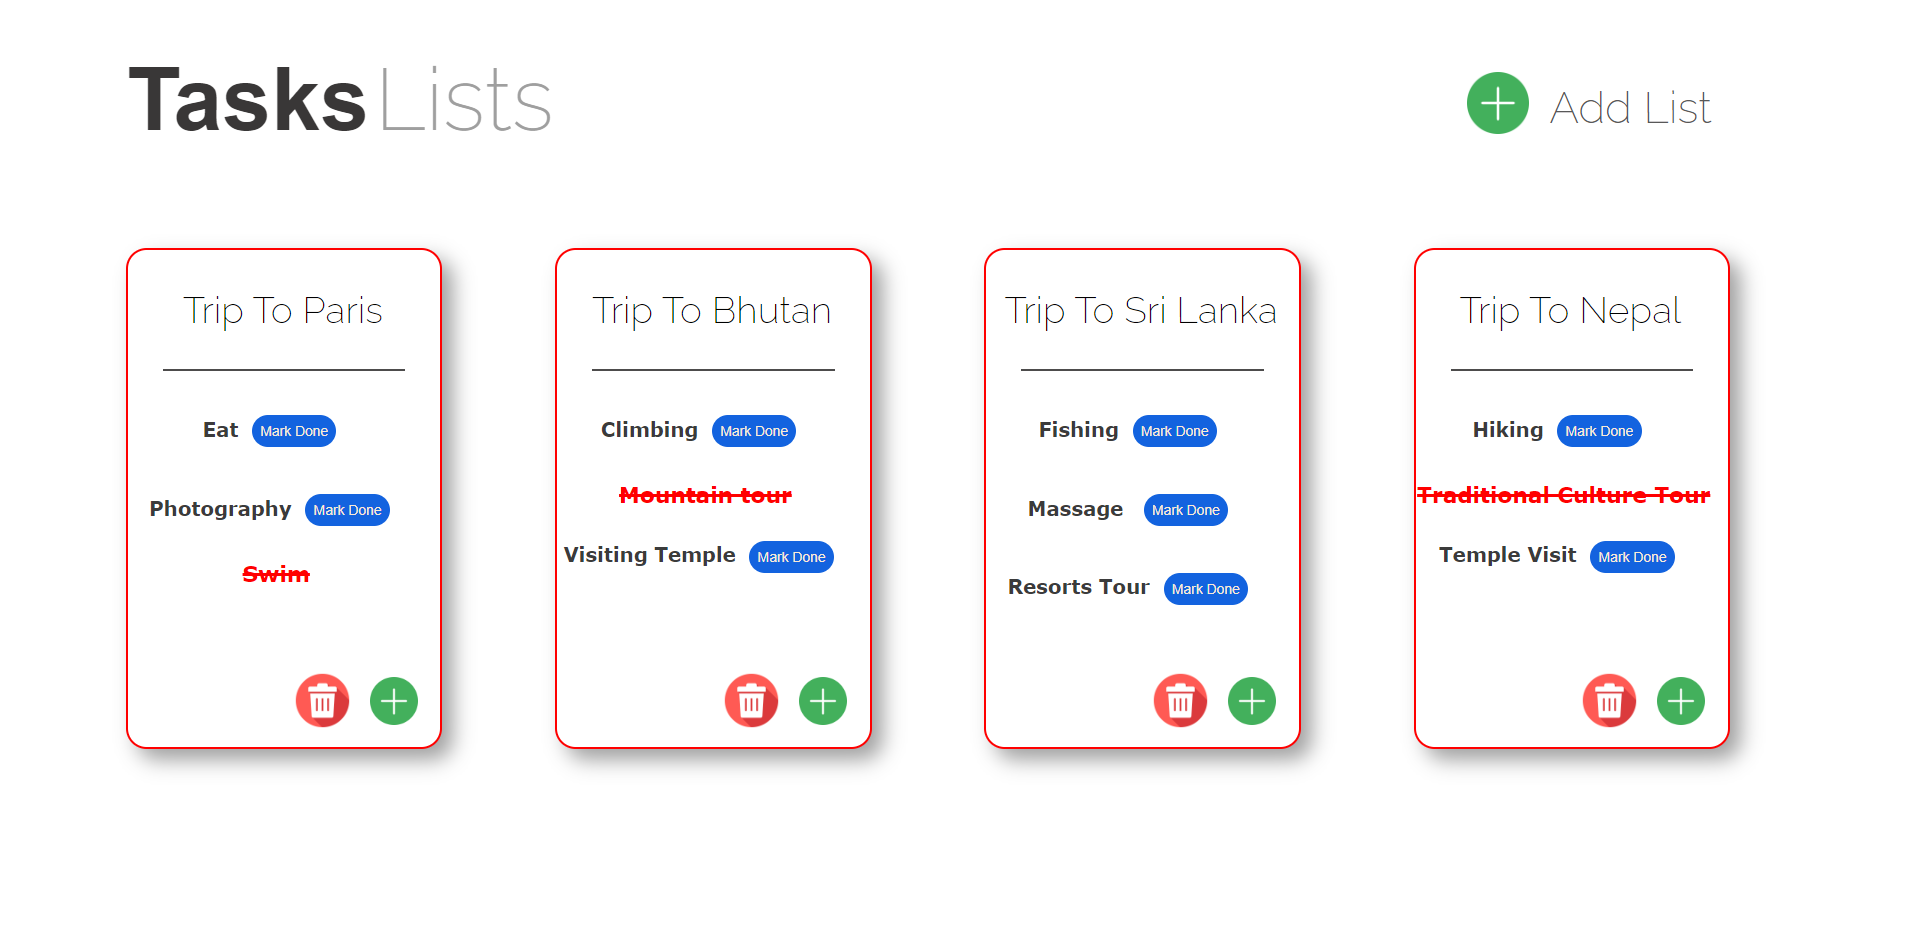 Tasks Lists
Add List
Trip To Paris
Eat Mark Done
Photography Mark Done
Swim
Trip To Bhutan
Climbing Mark Done
Mountain tour
Visiting Temple Mark Done
Trip To Sri Lanka
Fishing Mark Done
Massage Mark Done
Resorts Tour Mark Done
Trip To Nepal
Hiking Mark Done
Traditional Culture Tour
Temple Visit Mark Done